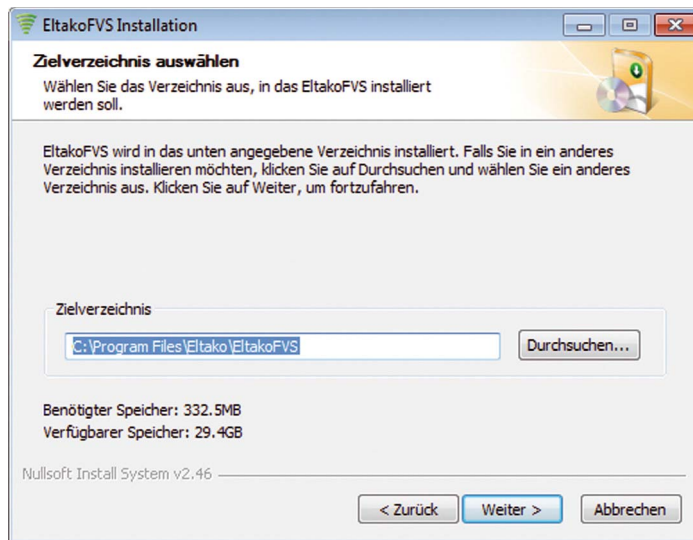 EltakoFVS Installation
Zielverzeichnis auswählen
Wählen Sie das Verzeichnis aus, in das EltakoFVS installiert
werden soll.
EltakoFVS wird in das unten angegebene Verzeichnis installiert. Falls Sie in ein anderes
Verzeichnis installieren möchten, klicken Sie auf Durchsuchen und wählen Sie ein anderes
Verzeichnis aus. Klicken Sie auf Weiter, um fortzufahren.
Zielverzeichnis
C:\Program Files\Eltako\EltakoFVS
Durchsuchen...
Benötigter Speicher: 332.5MB
Verfügbarer Speicher: 29.4GB
Nullsoft Install System v2.46
< Zurück
Weiter >
Abbrechen